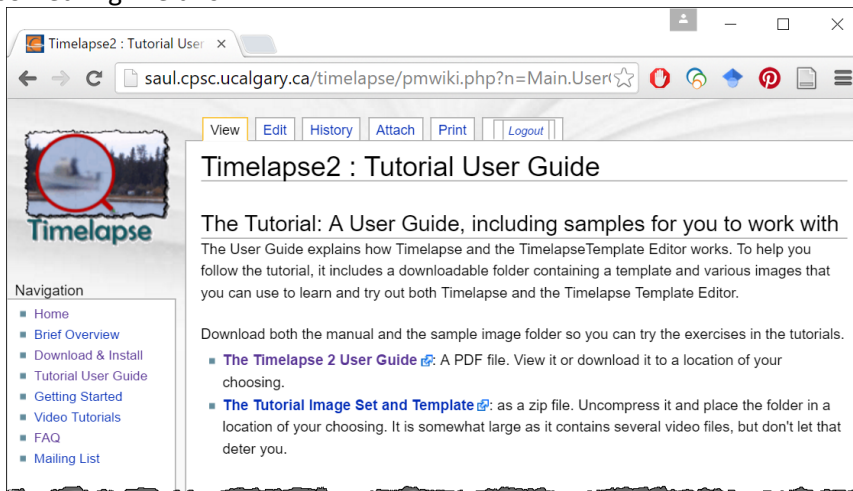 Timelapse2 : Tutorial User
saul.cpsc.ucalgary.ca/timelapse/pmwiki.php?n=Main.User
View Edit History Attach Print Logout
Timelapse2 : Tutorial User Guide
Timelapse
The Tutorial: A User Guide, including samples for you to work with
The User Guide explains how Timelapse and the TimelapseTemplate Editor works. To help you
follow the tutorial, it includes a downloadable folder containing a template and various images that
you can use to learn and try out both Timelapse and the Timelapse Template Editor.
Navigation
Home
Brief Overview
Download & Install
Tutorial User Guide
Getting Started
Video Tutorials
FAQ
Mailing List
Download both the manual and the sample image folder so you can try the exercises in the tutorials.
The Timelapse 2 User Guide : A PDF file. View it or download it to a location of your
choosing.
The Tutorial Image Set and Template : as a zip file. Uncompress it and place the folder in a
location of your choosing. It is somewhat large as it contains several video files, but don't let that
deter you.